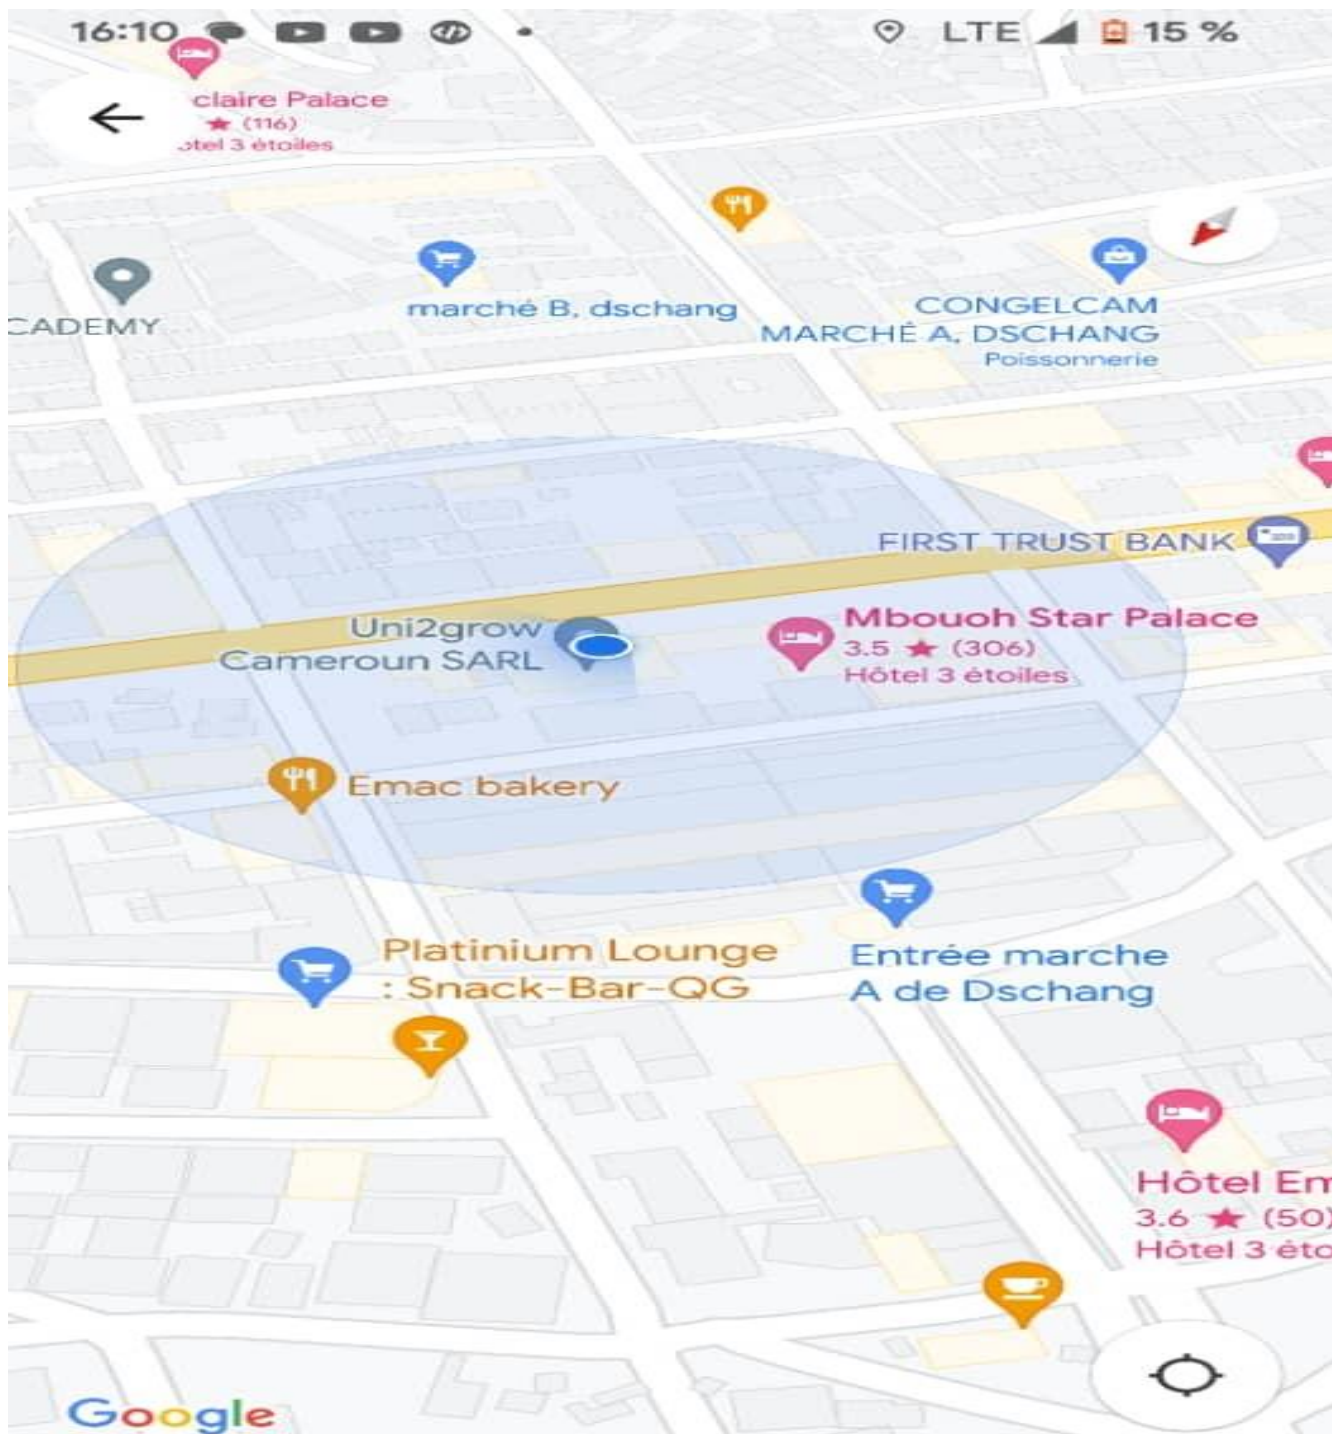 16:10 LTE 15 %
claire Palace
(116)
otel 3 étoiles
marché B, dschang
CADEMY
CONGELCAM
MARCHÉ A, DSCHANG
Poissonnerie
FIRST TRUST BANK
Uni2grow
Cameroun SARL
Mbouoh Star Palace
3.5 ★ (306)
Hôtel 3 étoiles
Emac bakery
Platinium Lounge
: Snack-Bar-QG
Entrée marche
A de Dschang
Hôtel Em
3.6 ★ (50)
Hôtel 3 éto
Google